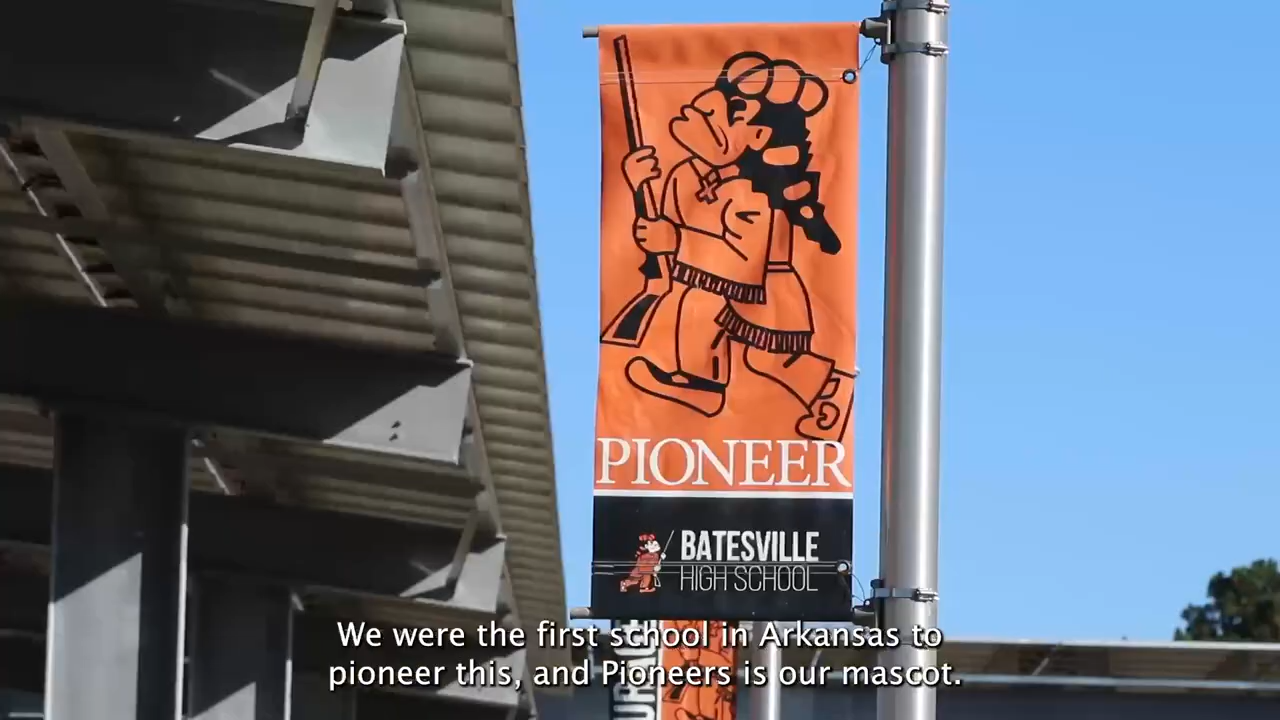 PIONEER
BATESVILLE
HIGH SCHOOL
We were the first school in Arkansas to
pioneer this, and Pioneers is our mascot.